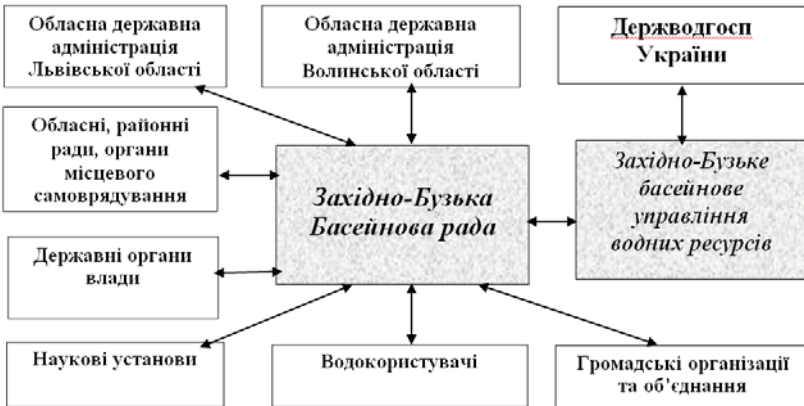 Обласна державна
адміністрація
Львівської області
Обласна державна
адміністрація
Волинської області
Держводгосп
України
Обласні, районні
ради, органи
місцевого
самоврядування
Західно-Бузька
Басейнова рада
Західно-Бузьке
басейнове
управління
водних ресурсів
Державні органи
влади
Наукові установи
Водокористувачі
Громадські організації
та об’єднання